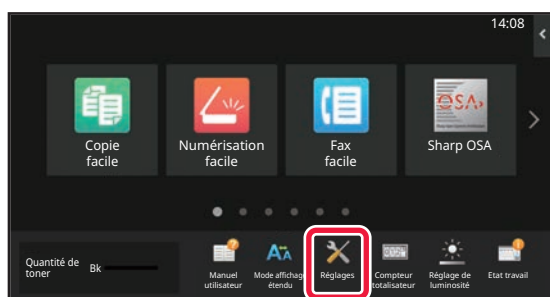 14:08
Copie
facile
Numérisation
facile
Fax
facile
OSA
Sharp OSA
Quantité de
toner
Bk
Manuel
utilisateur
Mode affichage
étendu
Réglages
Compteur
totalisateur
Réglage de
luminosité
Etat travail